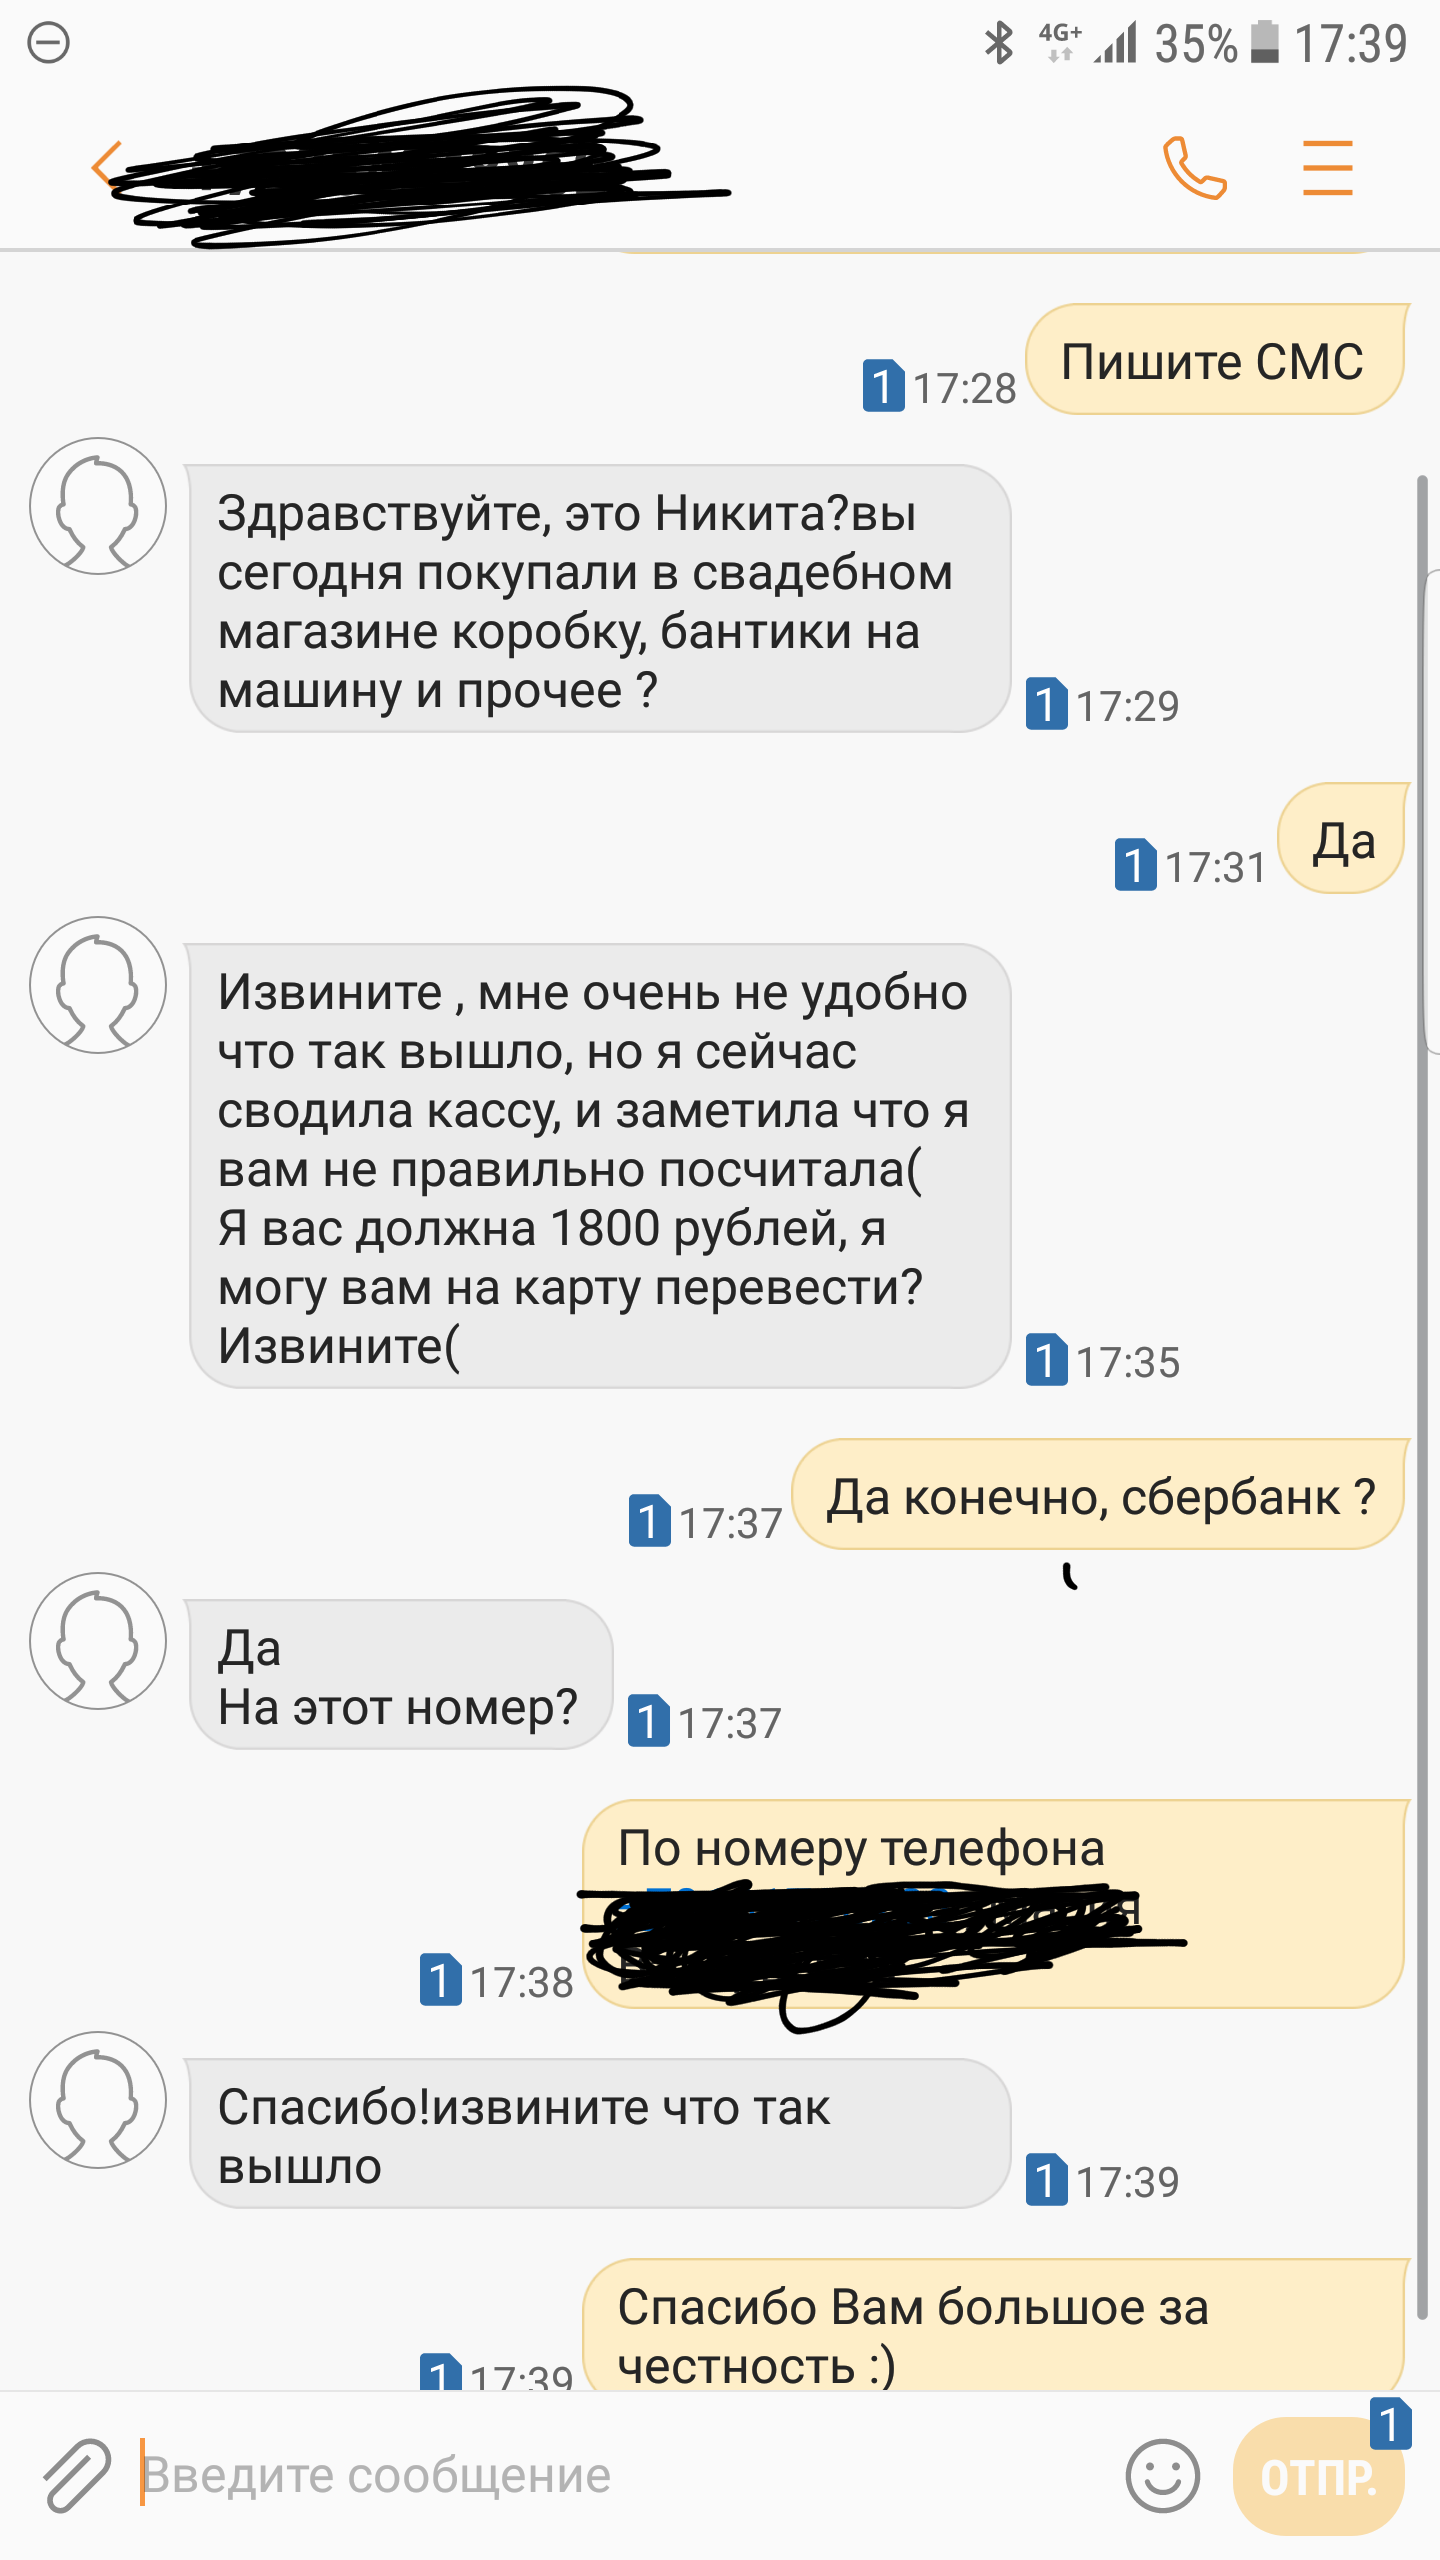 4G+ 35% 17:39
Пишите СМС
1 17:28
Здравствуйте, это Никита?вы
сегодня покупали в свадебном
магазине коробку, бантики на
машину и прочее ?
1 17:29
Да
1 17:31
Извините , мне очень не удобно
что так вышло, но я сейчас
сводила кассу, и заметила что я
вам не правильно посчитала(
Я вас должна 1800 рублей, я
могу вам на карту перевести?
Извините(
1 17:35
Да конечно, сбербанк ?
1 17:37
Да
На этот номер?
1 17:37
По номеру телефона
1 17:38
Спасибо!извините что так
вышло
1 17:39
Спасибо Вам большое за
честность :)
1 17:39
Введите сообщение
1
ОТПР.